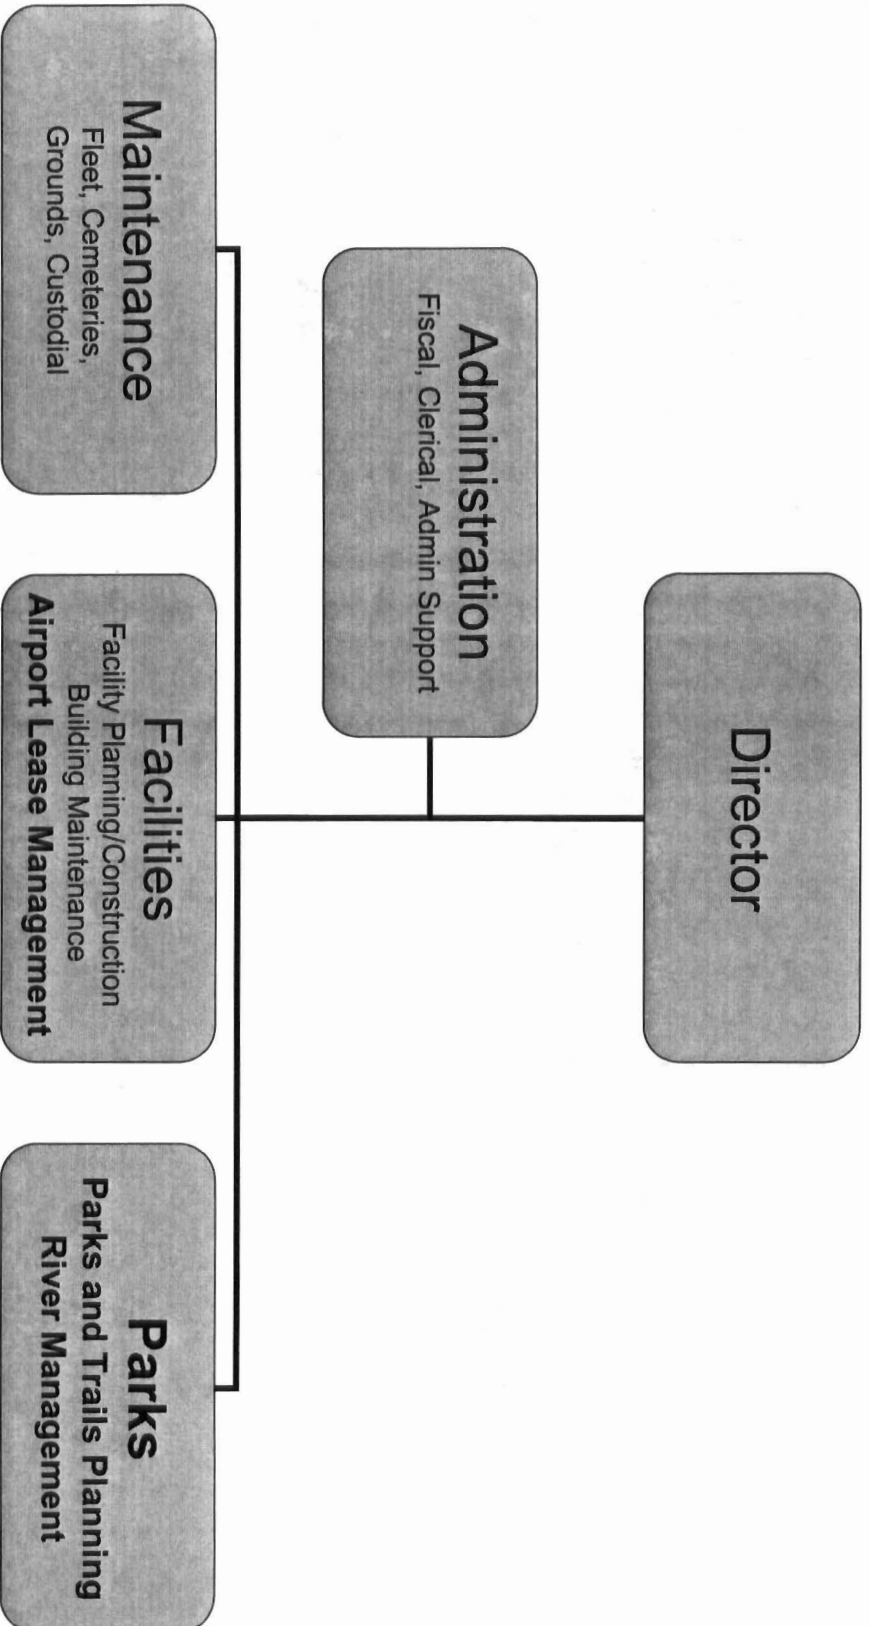 Director
Administration
Fiscal, Clerical, Admin Support
Maintenance
Fleet, Cemeteries,
Grounds, Custodial
Facilities
Facility Planning/Construction
Building Maintenance
Airport Lease Management
Parks
Parks and Trails Planning
River Management